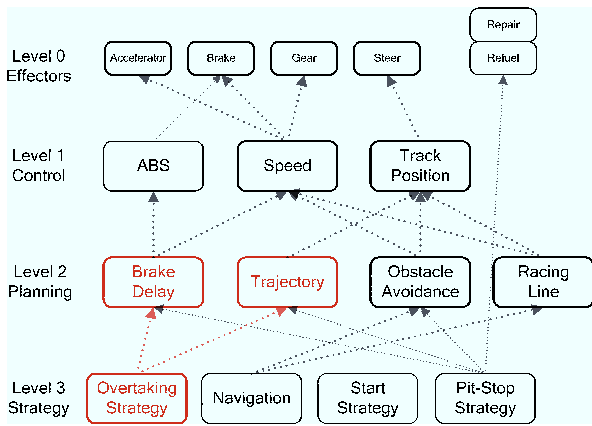 Repair
Level 0
Effectors
Accelerator
Brake
Gear
Steer
Refuel
Level 1
Control
ABS
Speed
Track
Position
Level 2
Planning
Brake
Delay
Trajectory
Obstacle
Avoidance
Racing
Line
Level 3
Strategy
Overtaking
Strategy
Navigation
Start
Strategy
Pit-Stop
Strategy